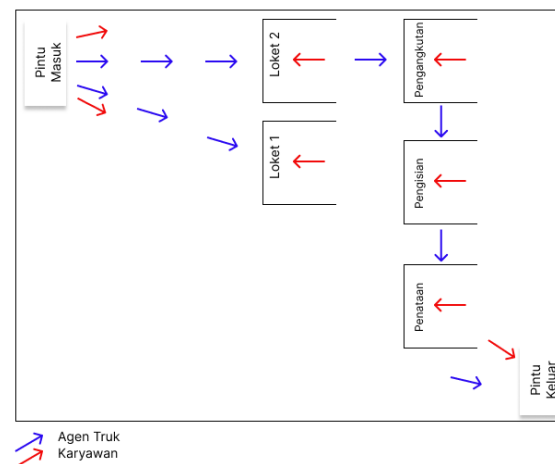 Pintu
Masuk
Loket 2
Pengangkutan
Loket 1
Pengisian
Penataan
Pintu
Keluar
Agen Truk
Karyawan